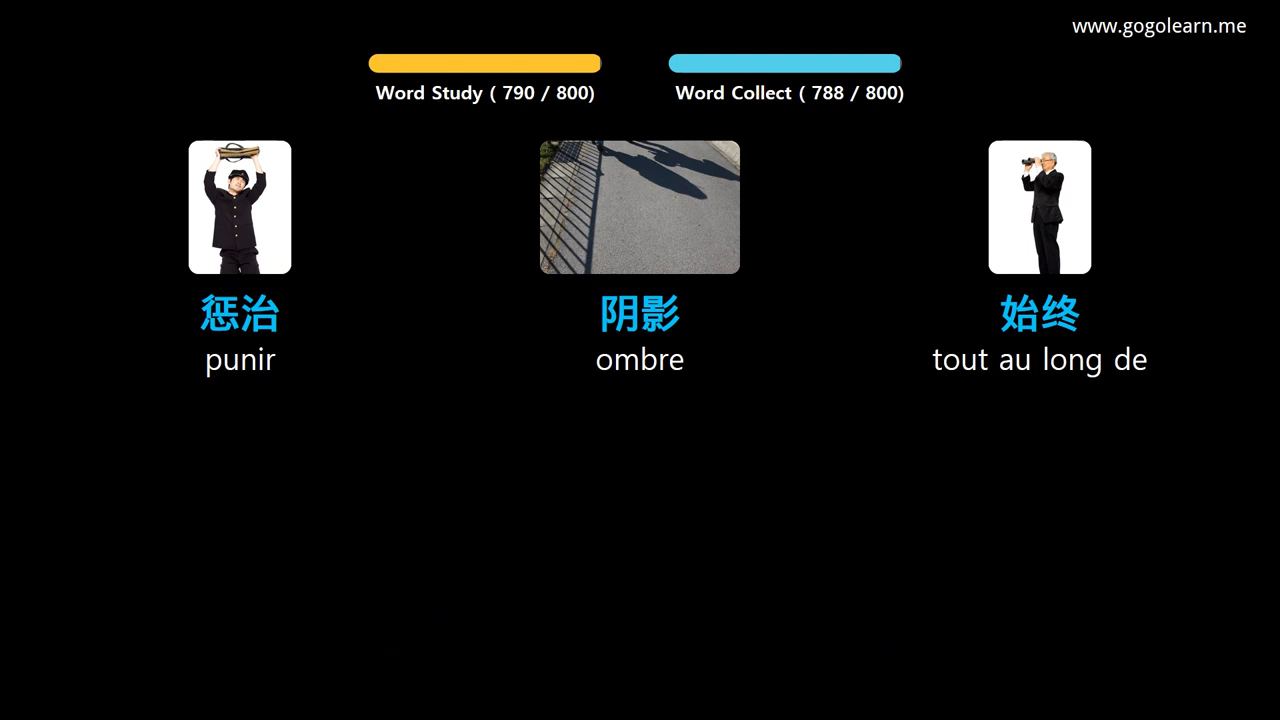 www.gogolearn.me
Word Study ( 790 / 800)
Word Collect ( 788 / 800)
惩治
阴影
始终
punir
ombre
tout au long de